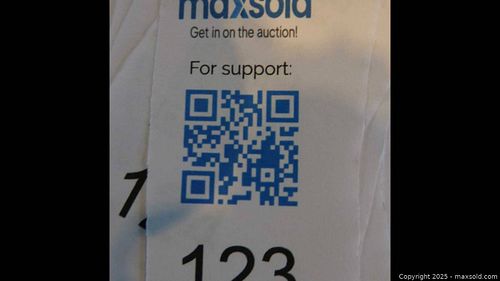 maxsold
Get in on the auction!
For support:
123
Copyright 2025 - maxsold.com